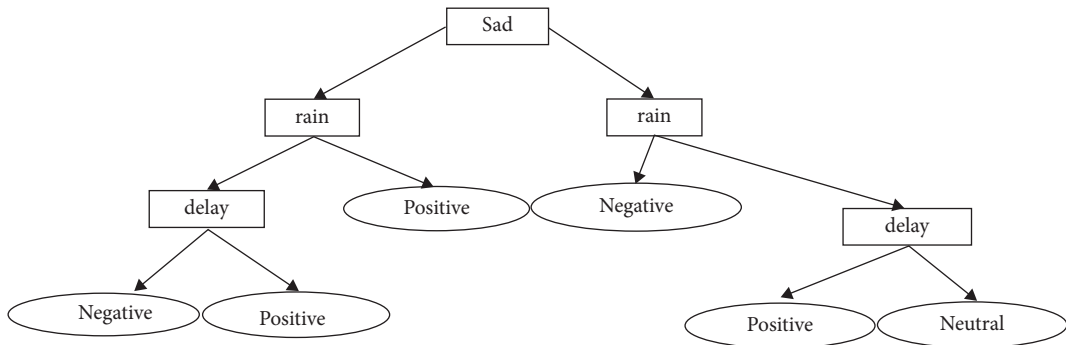 Sad
rain
rain
delay
Positive
Negative
delay
Negative
Positive
Positive
Neutral